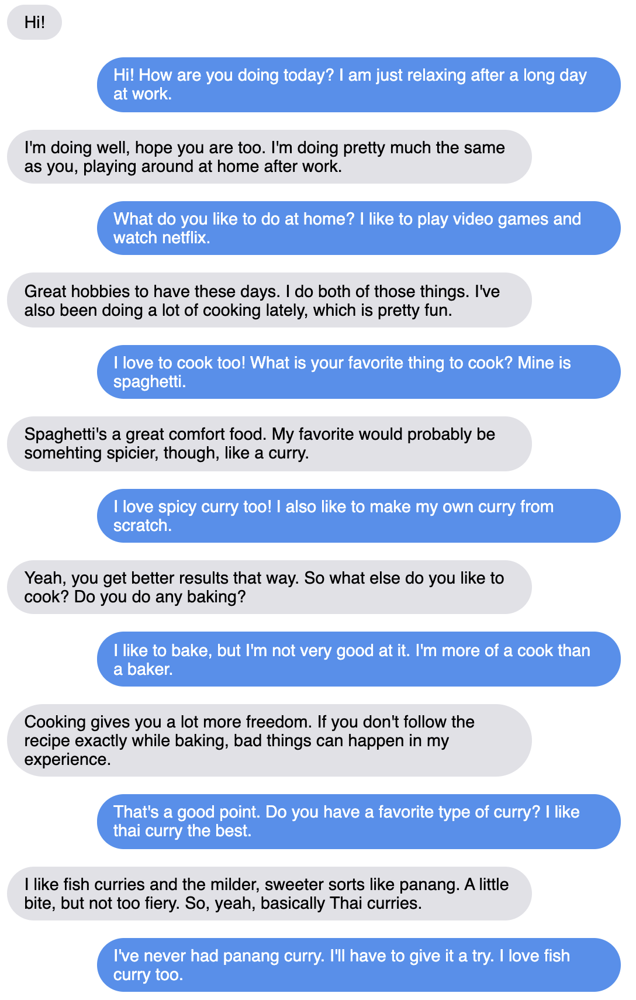 Hi!
Hi! How are you doing today? I am just relaxing after a long day
at work.
I'm doing well, hope you are too. I'm doing pretty much the same
as you, playing around at home after work.
What do you like to do at home? I like to play video games and
watch netflix.
Great hobbies to have these days. I do both of those things. I've
also been doing a lot of cooking lately, which is pretty fun.
I love to cook too! What is your favorite thing to cook? Mine is
spaghetti.
Spaghetti's a great comfort food. My favorite would probably be
somehting spicier, though, like a curry.
I love spicy curry too! I also like to make my own curry from
scratch.
Yeah, you get better results that way. So what else do you like to
cook? Do you do any baking?
I like to bake, but I'm not very good at it. I'm more of a cook than
a baker.
Cooking gives you a lot more freedom. If you don't follow the
recipe exactly while baking, bad things can happen in my
experience.
That's a good point. Do you have a favorite type of curry? I like
thai curry the best.
I like fish curries and the milder, sweeter sorts like panang. A little
bite, but not too fiery. So, yeah, basically Thai curries.
I've never had panang curry. I'll have to give it a try. I love fish
curry too.